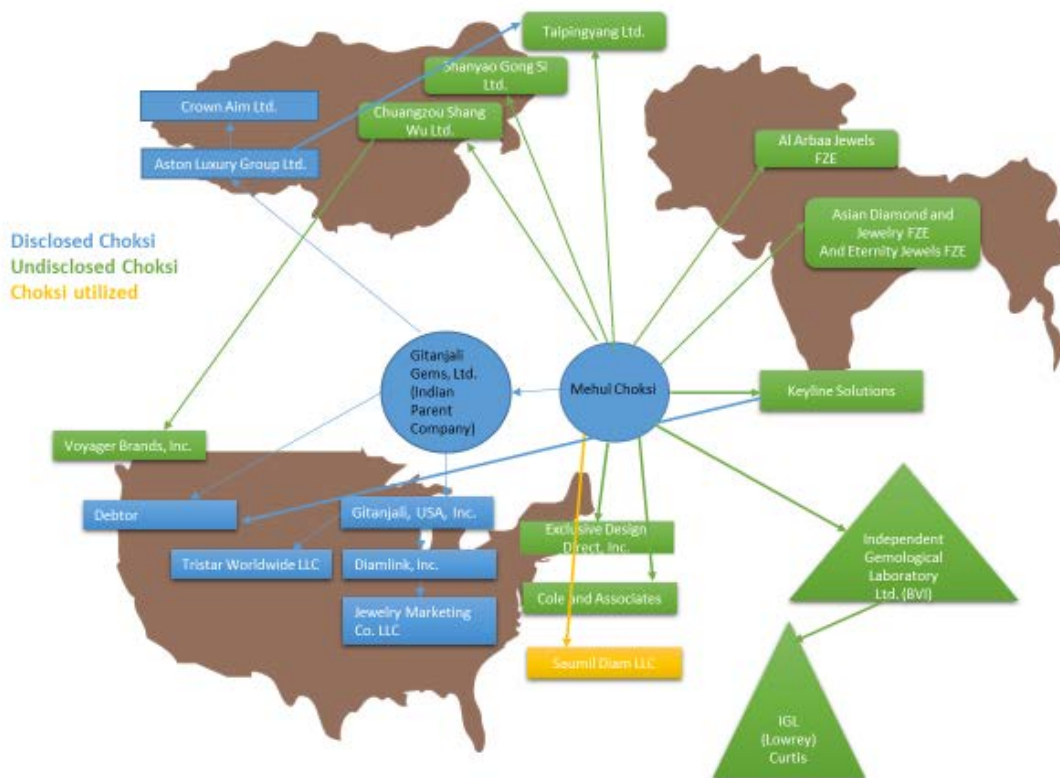 Taipingyang Ltd.
Shanyao Gong Si
Ltd.
Crown Aim Ltd.
Chuangzou Shang
Wu Ltd.
Aston Luxury Group Ltd.
Al Arbaa Jewels
FZE
Asian Diamond and
Jewelry FZE
And Eternity Jewels FZE
Disclosed Choksi
Undisclosed Choksi
Choksi utilized
Gitanjali
Gems, Ltd.
(Indian
Parent
Company)
Mehul Choksi
Keyline Solutions
Voyager Brands, Inc.
Debtor
Gitanjali, USA, Inc.
Tristar Worldwide LLC
Diamlink, Inc.
Jewelry Marketing
Co. LLC
Exclusive Design
Direct, Inc.
Cole and Associates
Saumil Diam LLC
Independent
Gemological
Laboratory
Ltd. (BVI)
IGL
(Lowrey)
Curtis